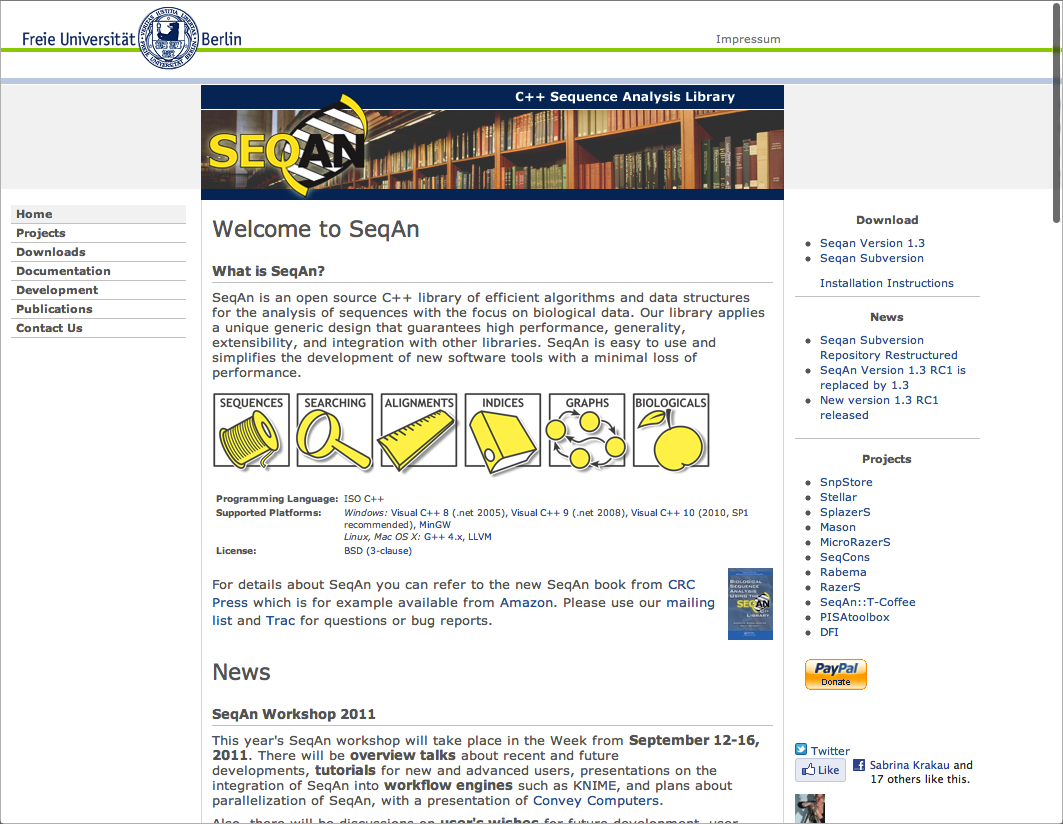 Freie Universität Berlin
Impressum
C++ Sequence Analysis Library
SEQAN
Home
Projects
Downloads
Documentation
Development
Publications
Contact Us
Welcome to SeqAn
What is SeqAn?
SeqAn is an open source C++ library of efficient algorithms and data structures
for the analysis of sequences with the focus on biological data. Our library applies
a unique generic design that guarantees high performance, generality,
extensibility, and integration with other libraries. SeqAn is easy to use and
simplifies the development of new software tools with a minimal loss of
performance.
SEQUENCES SEARCHING ALIGNMENTS INDICES GRAPHS BIOLOGICALS
Programming Language: ISO C++
Supported Platforms: Windows: Visual C++ 8 (.net 2005), Visual C++ 9 (.net 2008), Visual C++ 10 (2010, SP1
recommended), MinGW
Linux, Mac OS X: G++ 4.x, LLVM
License: BSD (3-clause)
For details about SeqAn you can refer to the new SeqAn book from CRC
Press which is for example available from Amazon. Please use our mailing
list and Trac for questions or bug reports.
BIOLOGICAL
SEQUENCE
ANALYSIS
SEQAN
LIBRARY
News
SeqAn Workshop 2011
This year's SeqAn workshop will take place in the Week from September 12-16,
2011. There will be overview talks about recent and future
developments, tutorials for new and advanced users, presentations on the
integration of SeqAn into workflow engines such as KNIME, and plans about
parallelization of SeqAn, with a presentation of Convey Computers.
Also, there will be discussions on user's wishes for future development, user
Download
Seqan Version 1.3
Seqan Subversion
Installation Instructions
News
Seqan Subversion
Repository Restructured
SeqAn Version 1.3 RC1 is
replaced by 1.3
New version 1.3 RC1
released
Projects
SnpStore
Stellar
SplazerS
Mason
MicroRazerS
SeqCons
Rabema
RazerS
SeqAn::T-Coffee
PISAtoolbox
DFI
PayPal
Donate
Twitter
Like
Sabrina Krakau and
17 others like this.